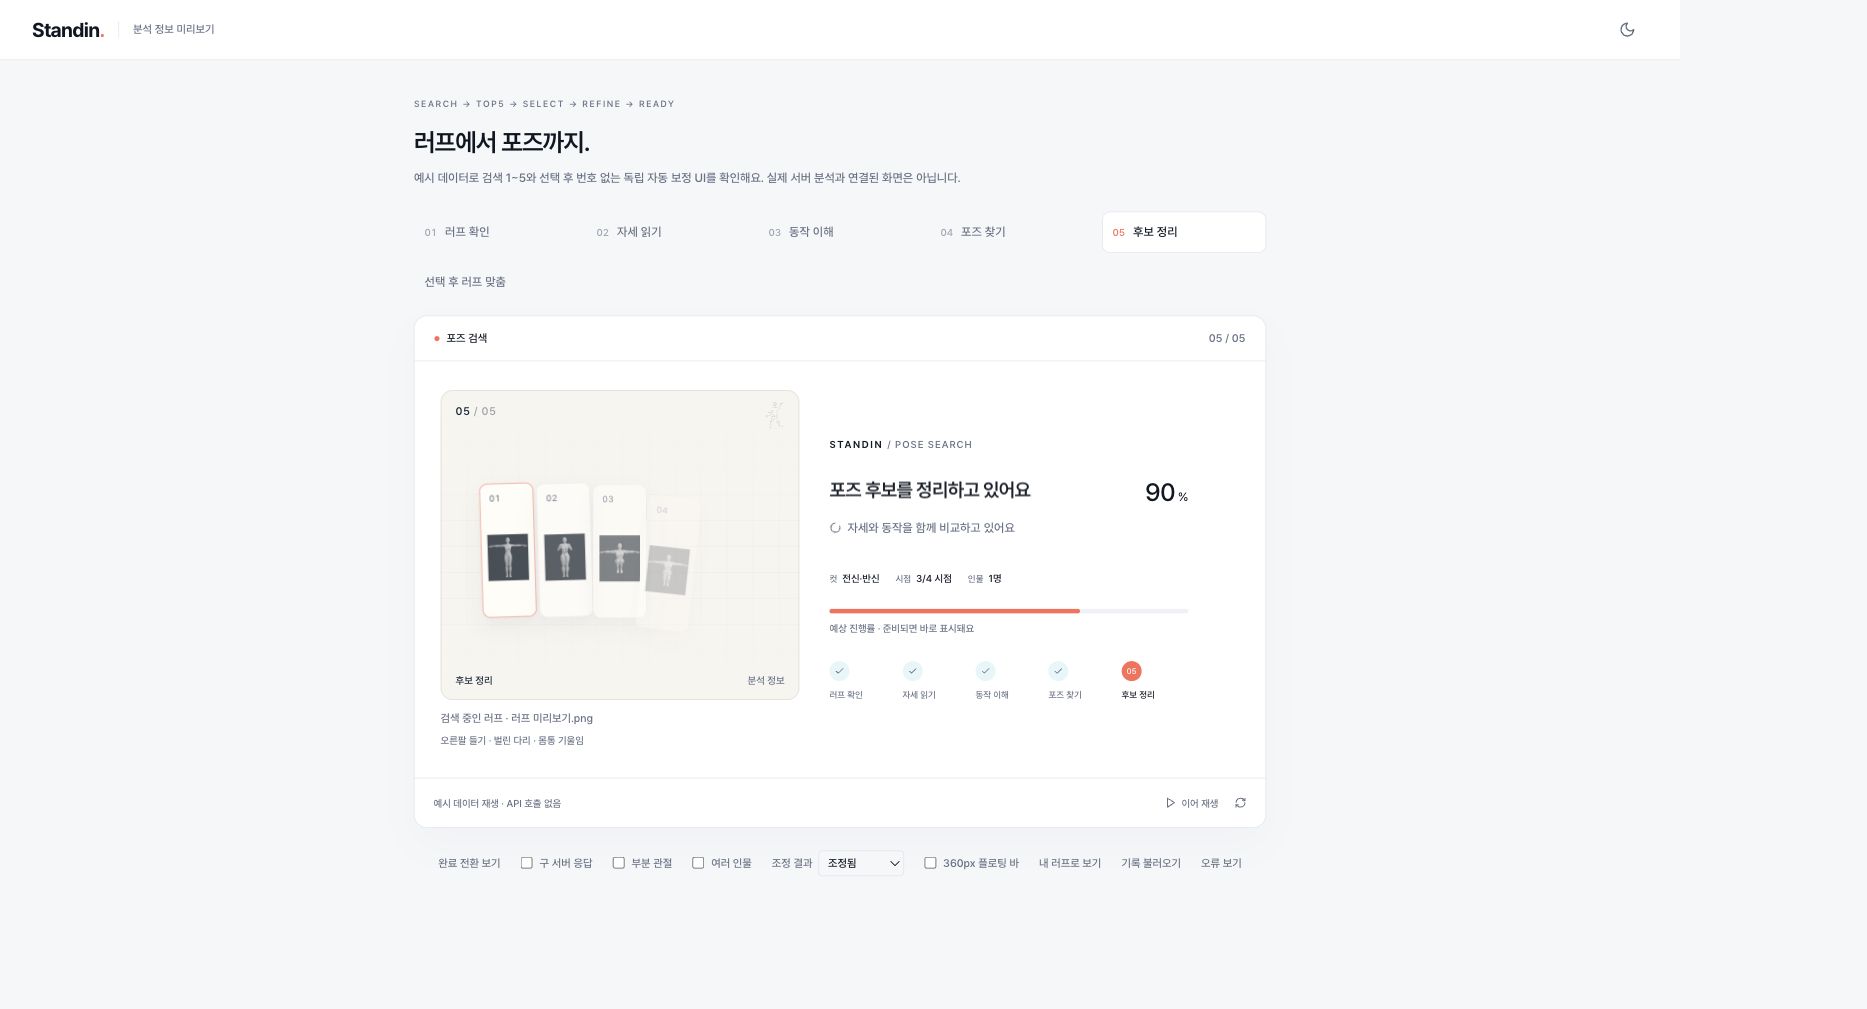 Standin.
분석 정보 미리보기
SEARCH → TOP5 → SELECT → REFINE → READY
러프에서 포즈까지.
예시 데이터로 검색 1~5와 선택 후 번호 없는 독립 자동 보정 UI를 확인해요. 실제 서버 분석과 연결된 화면은 아닙니다.
01 러프 확인
02 자세 읽기
03 동작 이해
04 포즈 찾기
05 후보 정리
선택 후 러프 맞춤
포즈 검색
05 / 05
05 / 05
01
02
03
04
후보 정리
분석 정보
검색 중인 러프 · 러프 미리보기.png
오른팔 들기 · 벌린 다리 · 몸통 기울임
STANDIN / POSE SEARCH
포즈 후보를 정리하고 있어요
90 %
자세와 동작을 함께 비교하고 있어요
컷 전신·반신 시점 3/4 시점 인물 1명
예상 진행률 · 준비되면 바로 표시돼요
05
러프 확인
자세 읽기
동작 이해
포즈 찾기
후보 정리
예시 데이터 재생 · API 호출 없음
이어 재생
완료 전환 보기
구 서버 응답
부분 관절
여러 인물
조정 결과 조정됨
360px 플로팅 바
내 러프로 보기
기록 불러오기
오류 보기